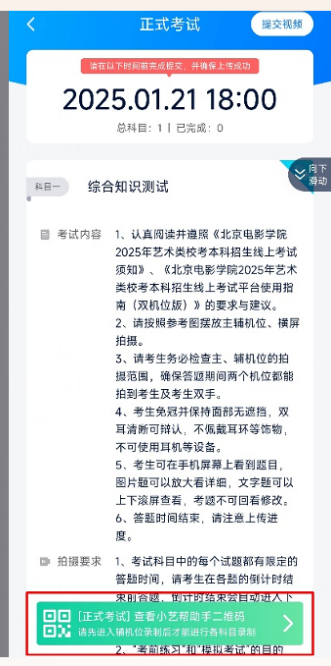 正式考试
提交视频
请在以下时间前完成提交，并确保上传成功
2025.01.21 18:00
总科目：1 | 已完成：0
向下
滑动
科目一
综合知识测试
考试内容
1、认真阅读并遵照《北京电影学院
2025年艺术类校考本科招生线上考试
须知》、《北京电影学院2025年艺术
类校考本科招生线上考试平台使用指
南（双机位版）》的要求与建议。
2、请按照参考图摆放主辅机位、横屏
拍摄。
3、请考生务必检查主、辅机位的拍
摄范围，确保答题期间两个机位都能
拍到考生及考生双手。
4、考生免冠并保持面部无遮挡，双
耳清晰可辩认，不佩戴耳环等饰物，
不可使用耳机等设备。
5、考生可在手机屏幕上看到题目，
图片题可以放大看详细，文字题可以
上下滚屏查看，考题不可回看修改。
6、答题时间结束，请注意上传进
度。
拍摄要求
1、考试科目中的每个试题都有限定的
答题时间，请考生在各题的倒计时结
束前答题，倒计时结束会自动进入下
[正式考试] 查看小艺帮助手二维码
请先进入辅机位录制后才能进行各科目录制
2、"考前练习"和"模拟考试"的目的